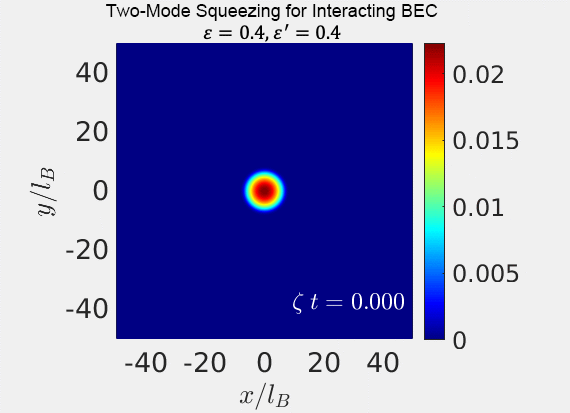 Two-Mode Squeezing for Interacting BEC
ε = 0.4, ε′ = 0.4
40
20
0
-20
-40
y/l_B
-40 -20 0 20 40
x/l_B
ζ t = 0.000
0.02
0.015
0.01
0.005
0